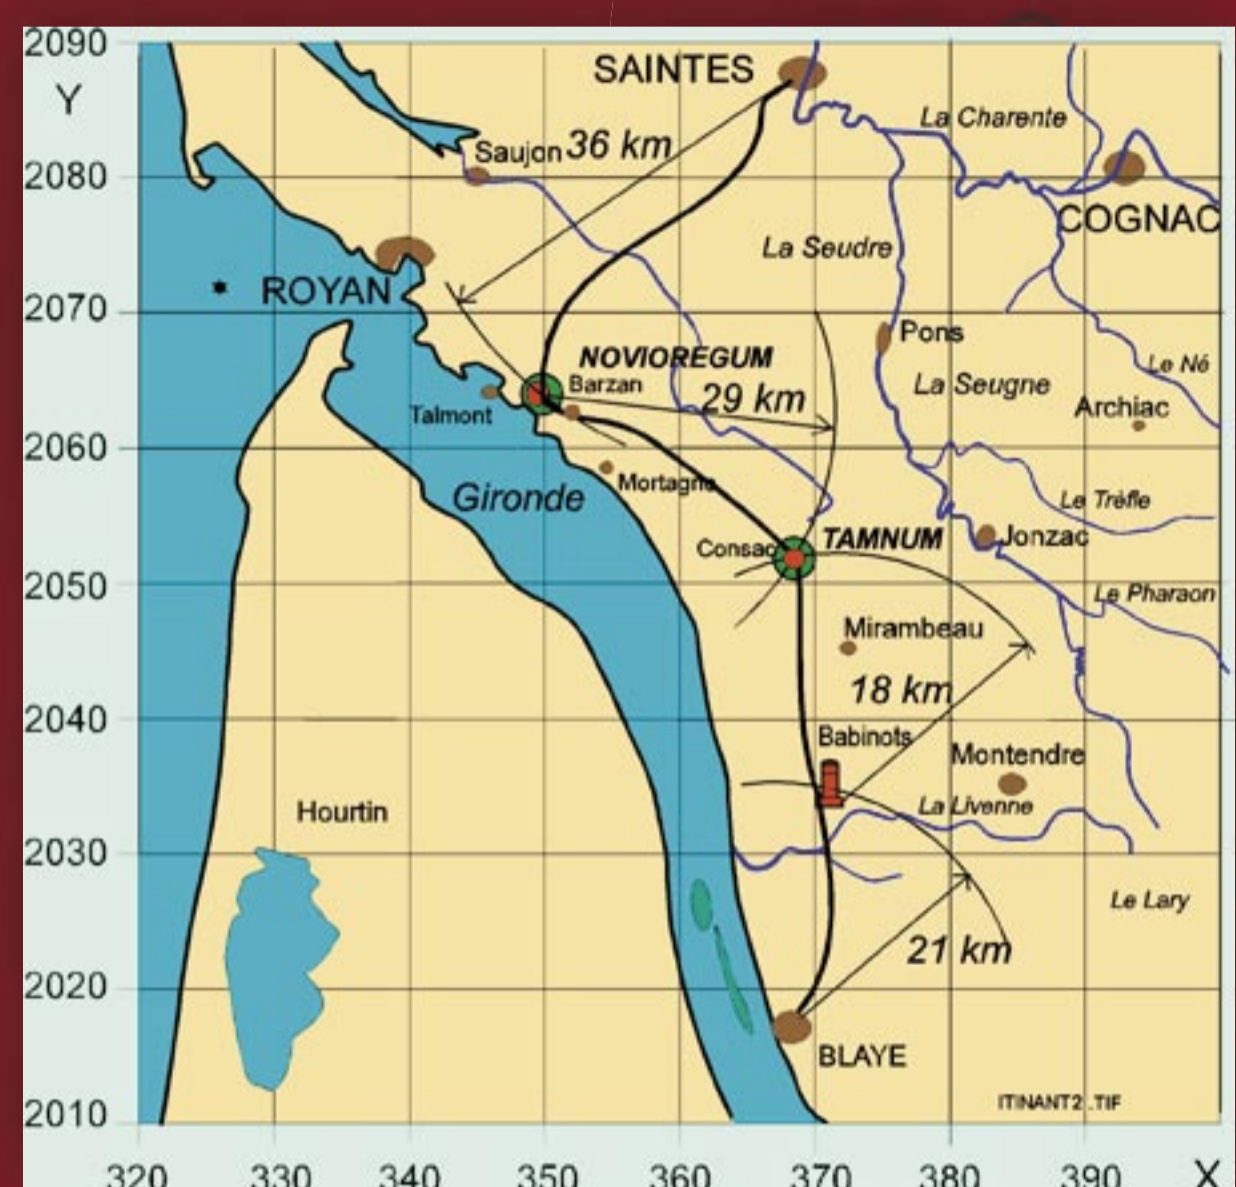 2090
SAINTES
Y
La Charente
Saujon 36 km
2080
COGNAC
La Seudre
ROYAN
2070
Pons
NOVIOREGUM
Le Né
Barzan
La Seugne
29 km
Talmont
Archiac
2060
Mortagne
Gironde
Le Trèfle
TAMNUM
Jonzac
Consac
2050
Le Pharaon
Mirambeau
18 km
2040
Babinots
Montendre
Hourtin
La Livenne
2030
Le Lary
21 km
2020
BLAYE
ITINANT2 .TIF
2010
320 330 340 350 360 370 380 390 X